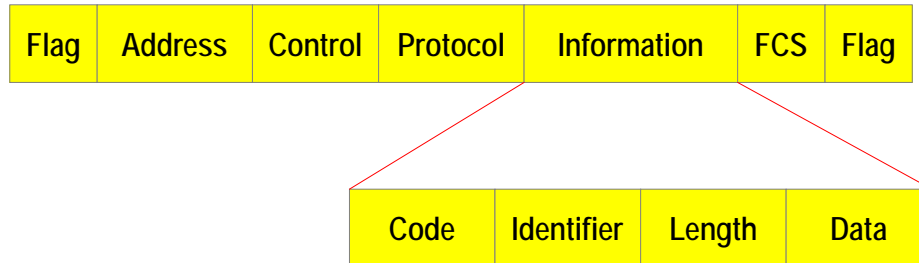 Flag Address Control Protocol Information FCS Flag
Code Identifier Length Data